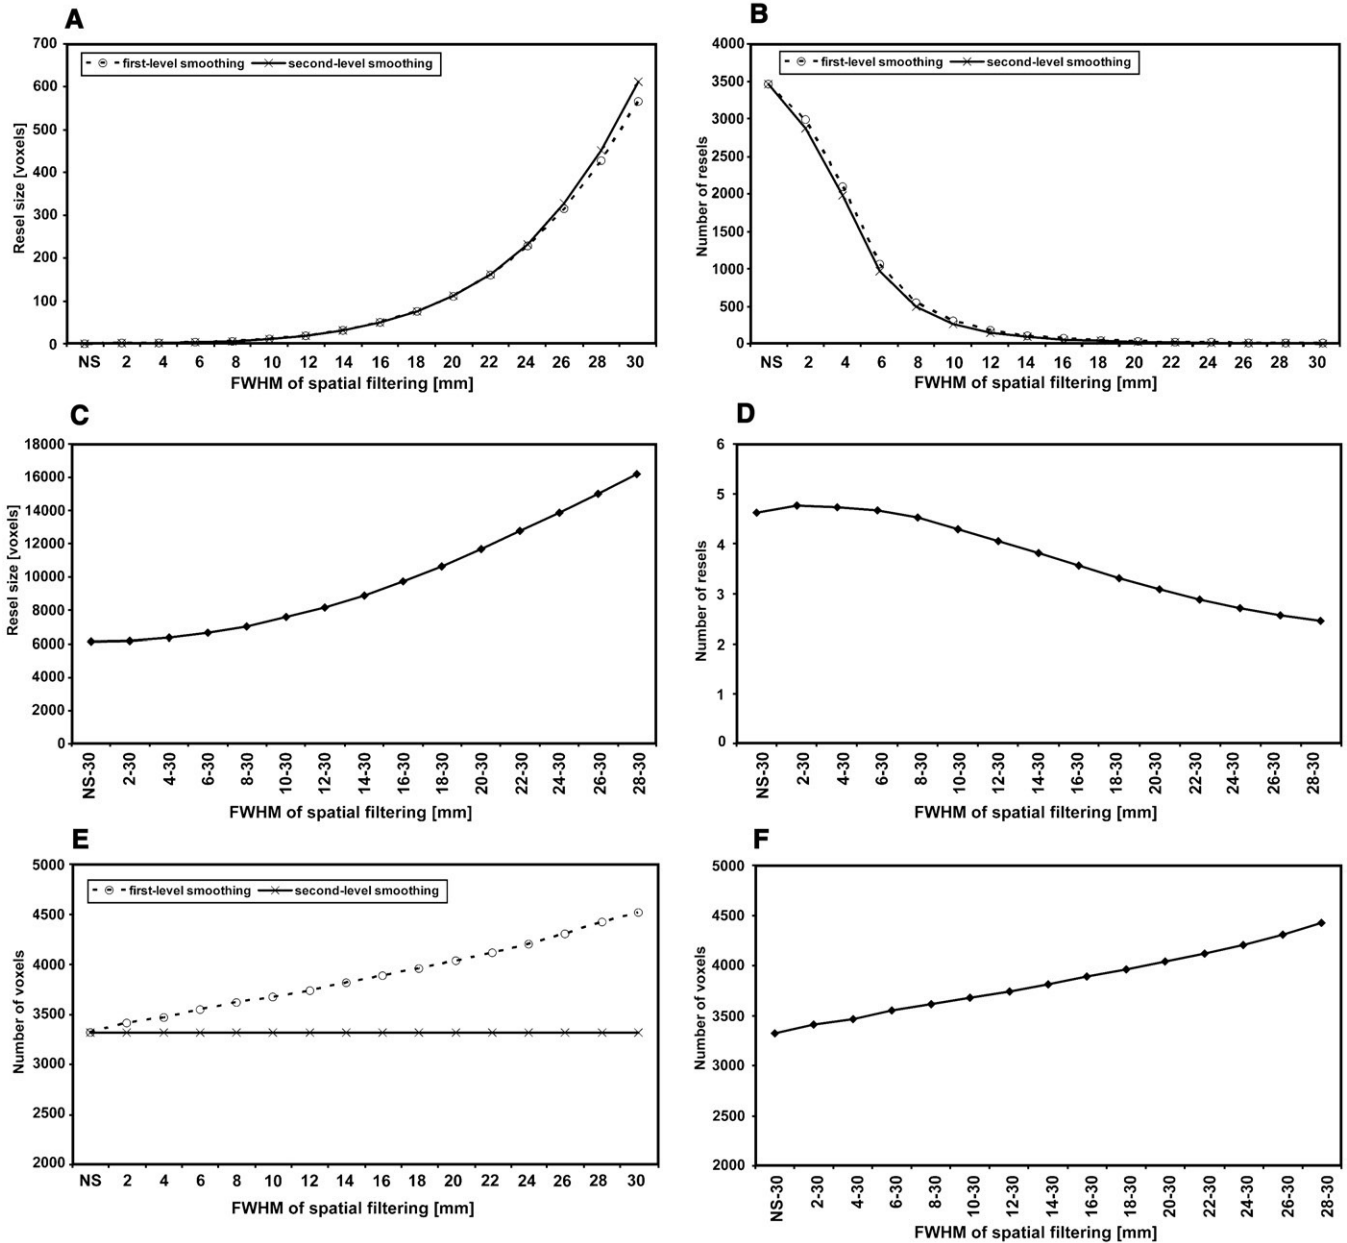 A
700
600
500
400
300
200
100
0
Resel size [voxels]
first-level smoothing
second-level smoothing
NS 2 4 6 8 10 12 14 16 18 20 22 24 26 28 30
FWHM of spatial filtering [mm]
B
4000
3500
3000
2500
2000
1500
1000
500
0
Number of resels
first-level smoothing
second-level smoothing
NS 2 4 6 8 10 12 14 16 18 20 22 24 26 28 30
FWHM of spatial filtering [mm]
C
18000
16000
14000
12000
10000
8000
6000
4000
2000
0
Resel size [voxels]
NS-30 2-30 4-30 6-30 8-30 10-30 12-30 14-30 16-30 18-30 20-30 22-30 24-30 26-30 28-30
FWHM of spatial filtering [mm]
D
6
5
4
3
2
1
0
Number of resels
NS-30 2-30 4-30 6-30 8-30 10-30 12-30 14-30 16-30 18-30 20-30 22-30 24-30 26-30 28-30
FWHM of spatial filtering [mm]
E
5000
4500
4000
3500
3000
2500
2000
Number of voxels
first-level smoothing
second-level smoothing
NS 2 4 6 8 10 12 14 16 18 20 22 24 26 28 30
FWHM of spatial filtering [mm]
F
5000
4500
4000
3500
3000
2500
2000
Number of voxels
NS-30 2-30 4-30 6-30 8-30 10-30 12-30 14-30 16-30 18-30 20-30 22-30 24-30 26-30 28-30
FWHM of spatial filtering [mm]